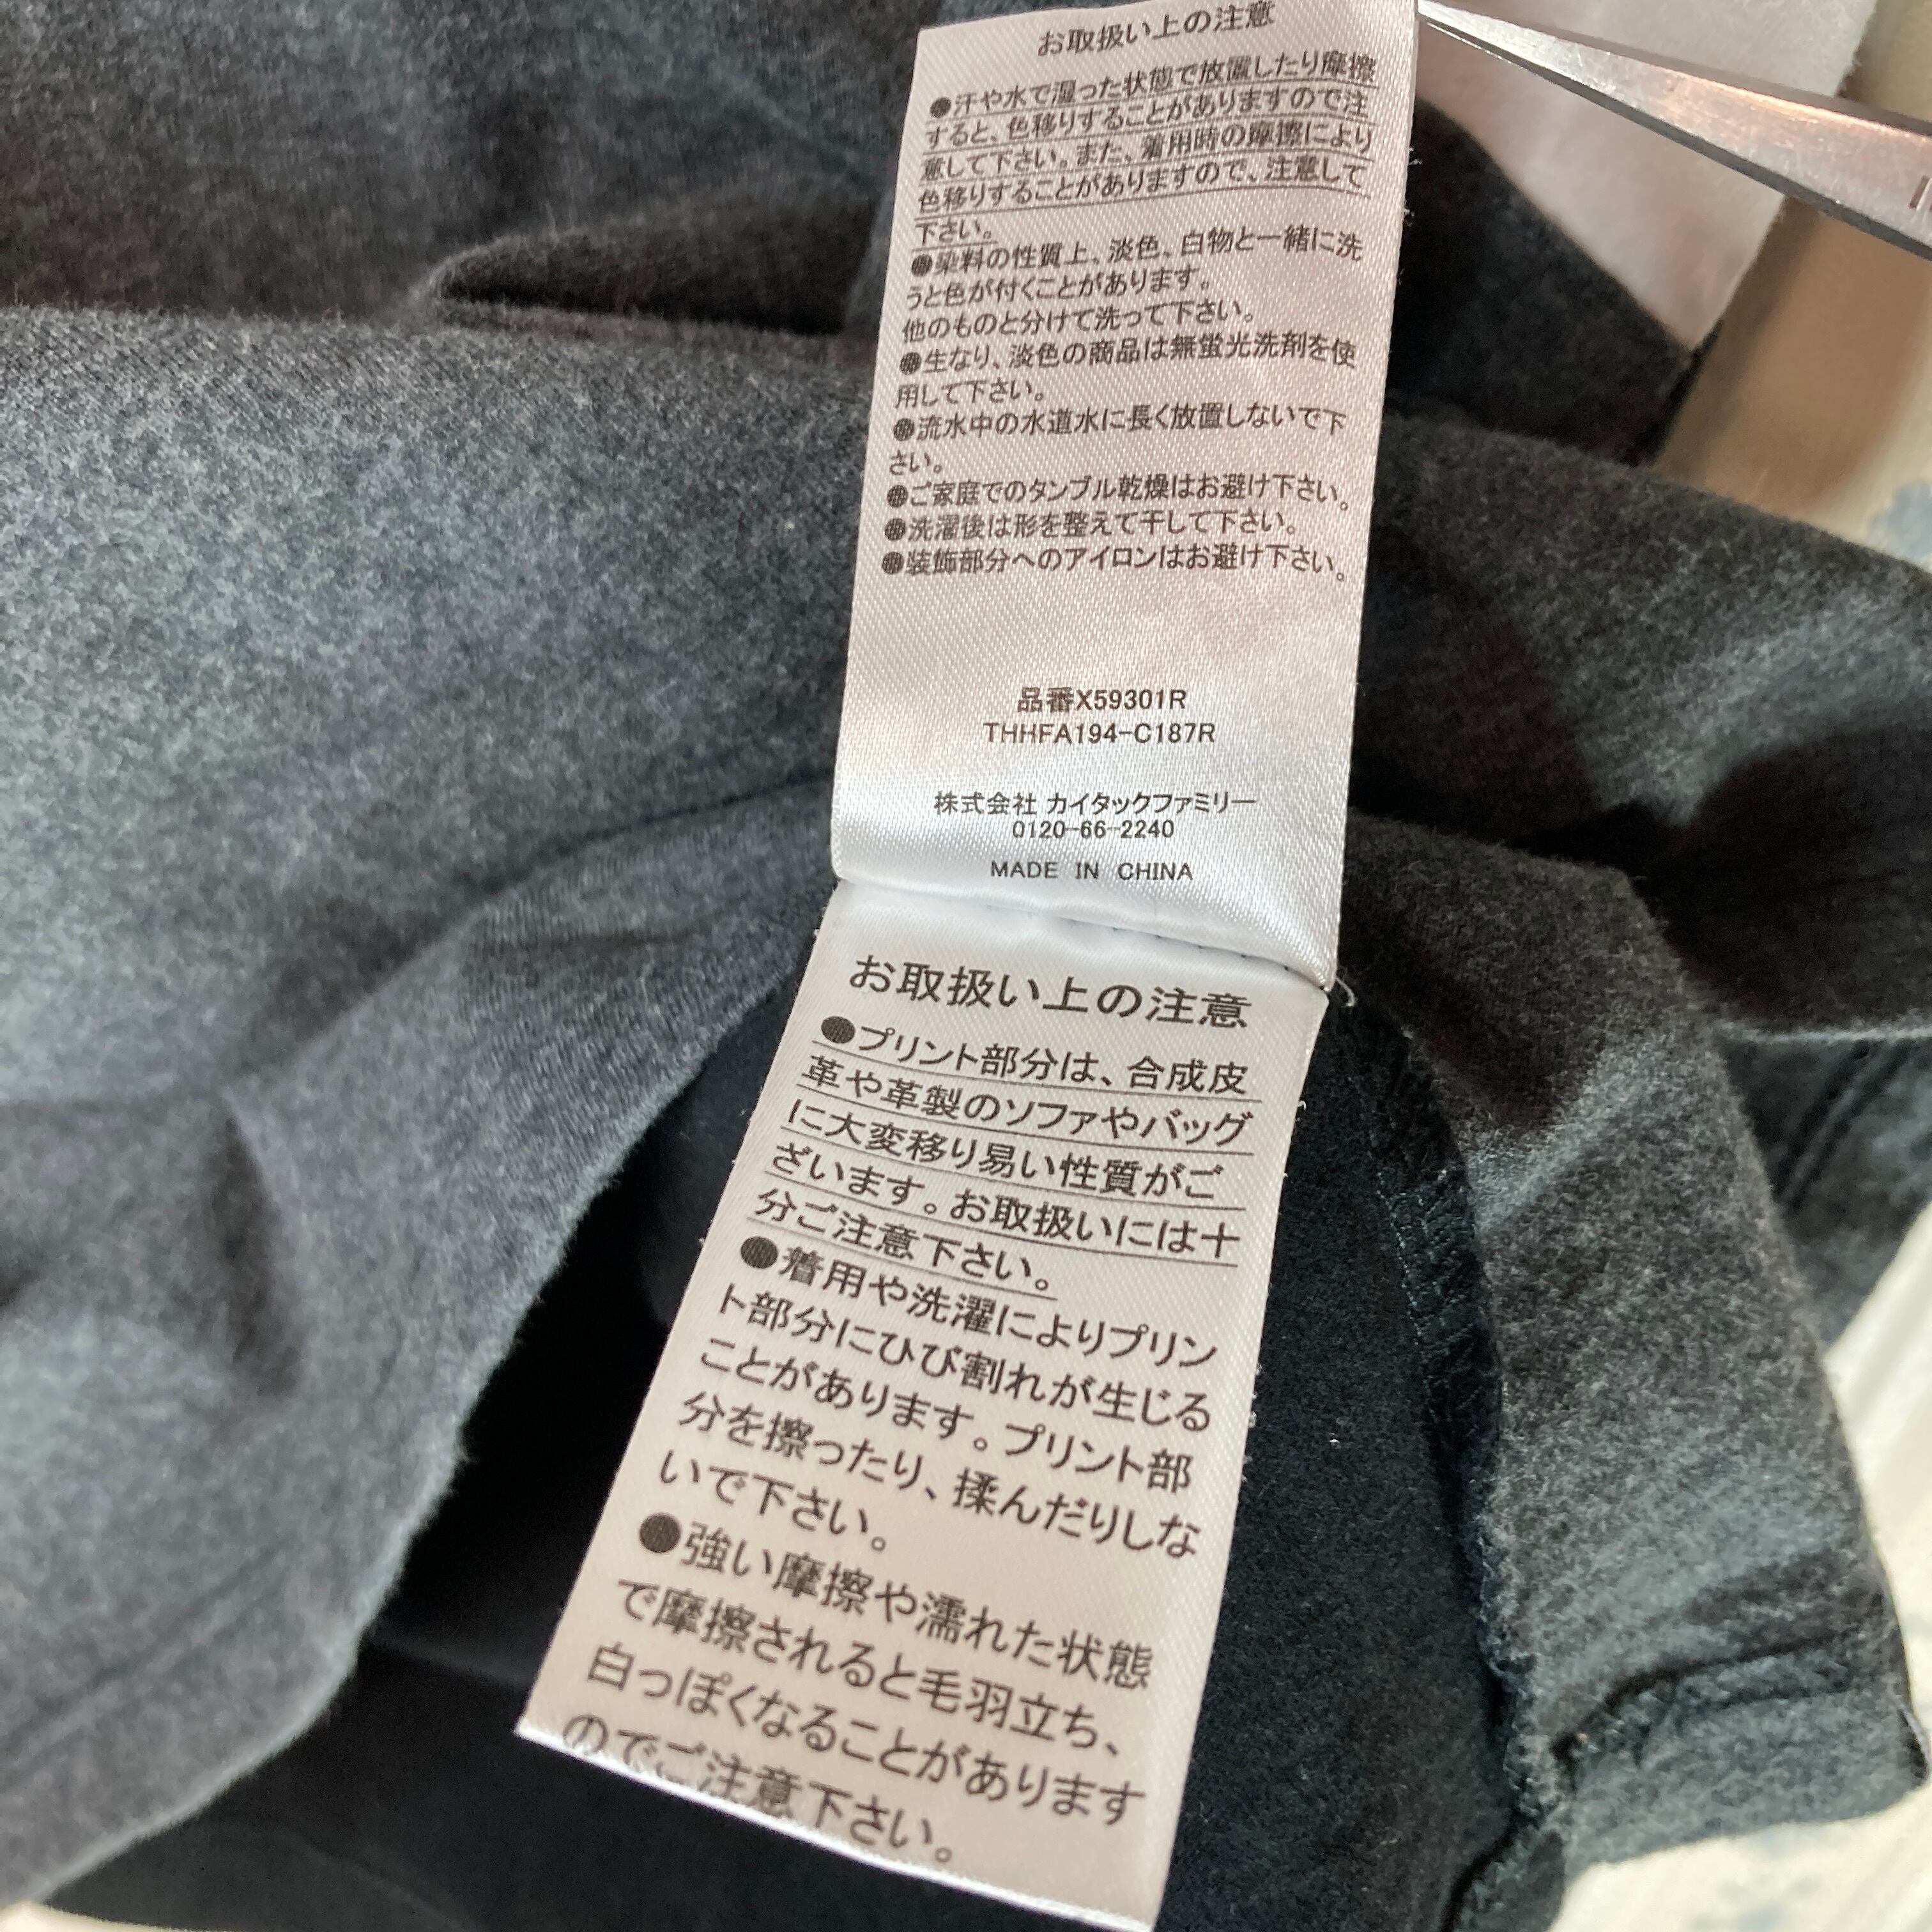 お取扱い上の注意
●汗や水で湿った状態で放置したり摩擦
すると、色移りすることがありますので注
意して下さい。また、着用時の摩擦により
色移りすることがありますので、注意して
下さい。
●染料の性質上、淡色、白物と一緒に洗
うと色が付くことがあります。
他のものと分けて洗って下さい。
●生なり、淡色の商品は無蛍光洗剤を使
用して下さい。
●流水中の水道水に長く放置しないで下
さい。
●ご家庭でのタンブル乾燥はお避け下さい。
●洗濯後は形を整えて干して下さい。
●装飾部分へのアイロンはお避け下さい。
品番X59301R
THHFA194-C187R
株式会社 カイタックファミリー
0120-66-2240
MADE IN CHINA
お取扱い上の注意
●プリント部分は、合成皮
革や革製のソファやバッグ
に大変移り易い性質がご
ざいます。お取扱いには十
分ご注意下さい。
●着用や洗濯によりプリン
ト部分にひび割れが生じる
ことがあります。プリント部
分を擦ったり、揉んだりしな
いで下さい。
●強い摩擦や濡れた状態
で摩擦されると毛羽立ち、
白っぽくなることがあります
のでご注意下さい。